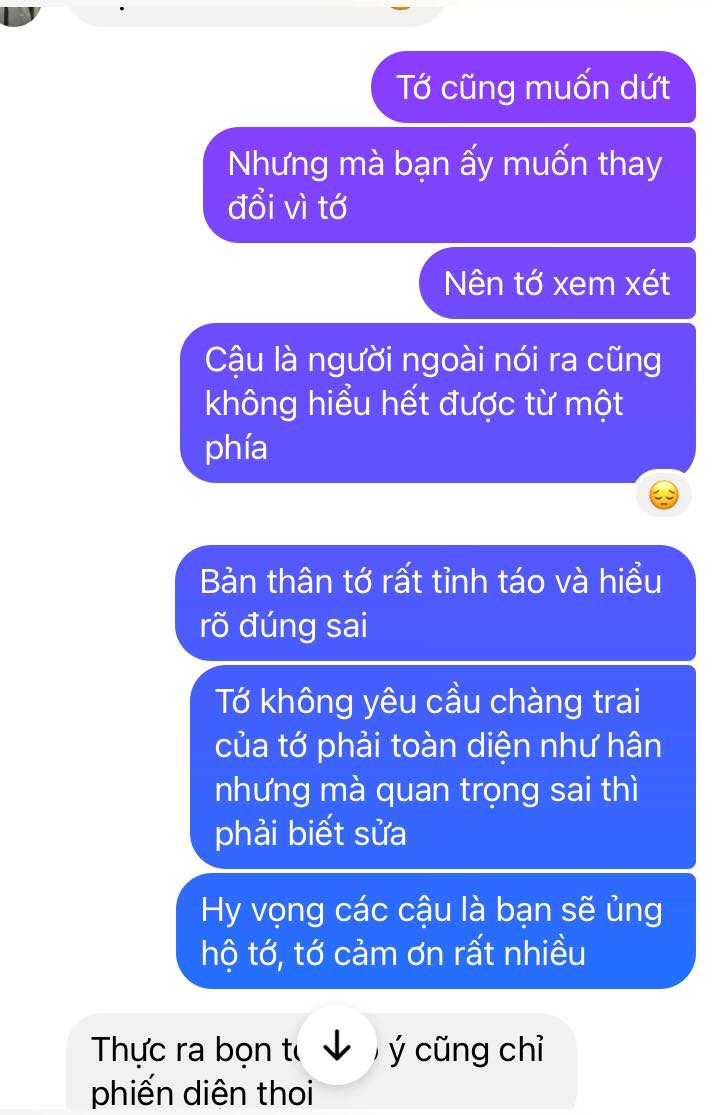 Tớ cũng muốn dứt
Nhưng mà bạn ấy muốn thay
đổi vì tớ
Nên tớ xem xét
Cậu là người ngoài nói ra cũng
không hiểu hết được từ một
phía
Bản thân tớ rất tỉnh táo và hiểu
rõ đúng sai
Tớ không yêu cầu chàng trai
của tớ phải toàn diện như hân
nhưng mà quan trọng sai thì
phải biết sửa
Hy vọng các cậu là bạn sẽ ủng
hộ tớ, tớ cảm ơn rất nhiều
Thực ra bọn ý cũng chỉ
phiến diện thoi